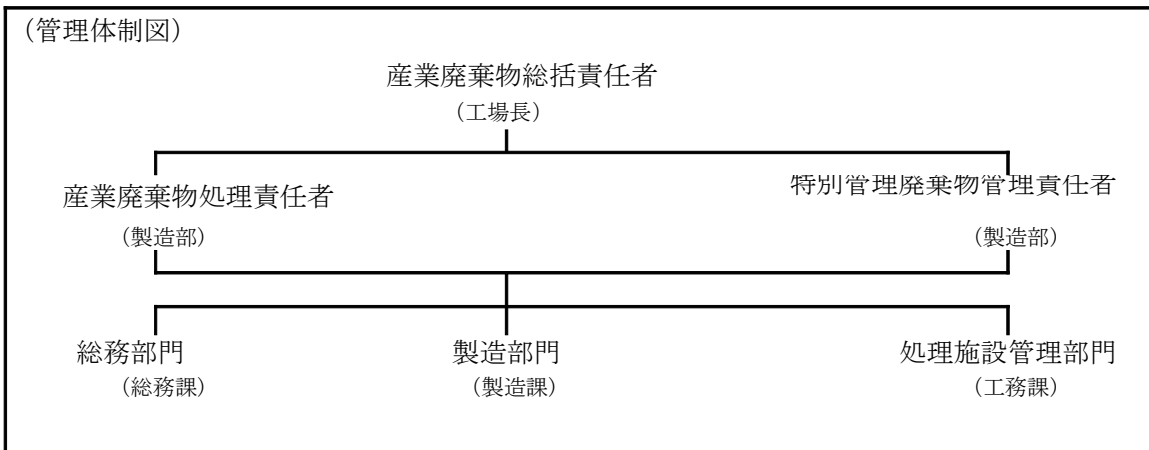 （管理体制図）
産業廃棄物総括責任者
（工場長）
産業廃棄物処理責任者 特別管理廃棄物管理責任者
（製造部） （製造部）
総務部門 製造部門 処理施設管理部門
（総務課） （製造課） （工務課）